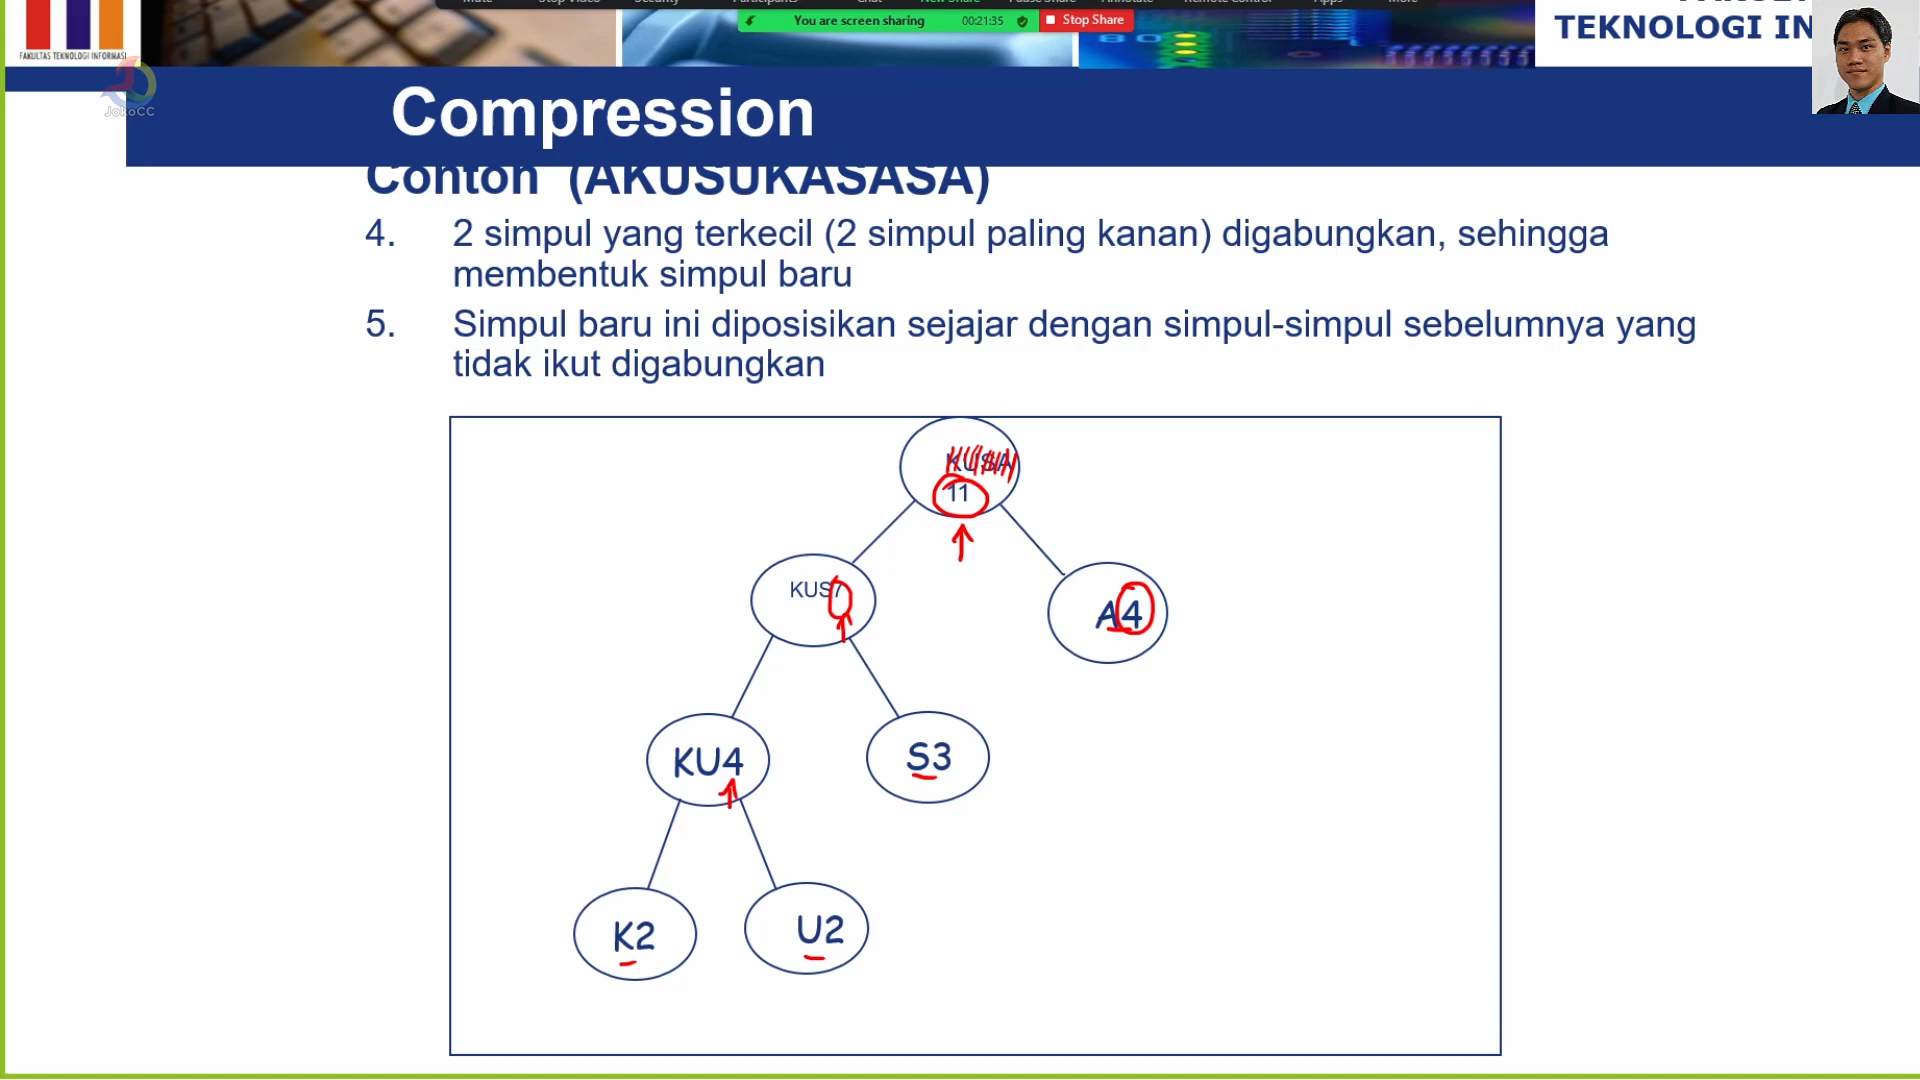 You are screen sharing 00:21:35 Stop Share
FAKULTAS TEKNOLOGI INFORMASI
TEKNOLOGI IN
JokoCC
Compression
Contoh (AKUSUKASASA)
4. 2 simpul yang terkecil (2 simpul paling kanan) digabungkan, sehingga
membentuk simpul baru
5. Simpul baru ini diposisikan sejajar dengan simpul-simpul sebelumnya yang
tidak ikut digabungkan
KUSA
11
KUS7
A4
KU4
S3
K2
U2